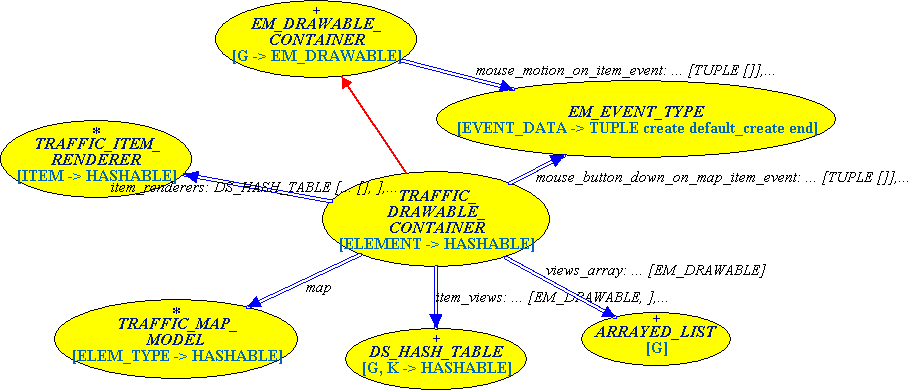 +
EM_DRAWABLE_
CONTAINER
[G -> EM_DRAWABLE]
mouse_motion_on_item_event: ... [TUPLE []],...
EM_EVENT_TYPE
[EVENT_DATA -> TUPLE create default_create end]
*
TRAFFIC_ITEM_
RENDERER
[ITEM -> HASHABLE]
item_renderers: DS_HASH_TABLE [... [], ],...
mouse_button_down_on_map_item_event: ... [TUPLE []],...
TRAFFIC_
DRAWABLE_
CONTAINER
[ELEMENT -> HASHABLE]
views_array: ... [EM_DRAWABLE]
map
item_views: ... [EM_DRAWABLE, ],...
*
TRAFFIC_MAP_
MODEL
[ELEM_TYPE -> HASHABLE]
+
DS_HASH_TABLE
[G, K -> HASHABLE]
+
ARRAYED_LIST
[G]